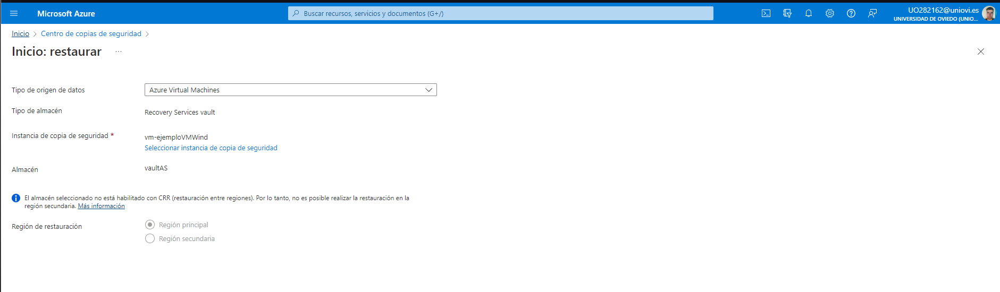 Microsoft Azure
Buscar recursos, servicios y documentos (G+/)
UO282162@uniovi.es
UNIVERSIDAD DE OVIEDO (UNIO...
Inicio > Centro de copias de seguridad >
Inicio: restaurar ...
Tipo de origen de datos
Azure Virtual Machines
Tipo de almacén
Recovery Services vault
Instancia de copia de seguridad *
vm-ejemploVMWind
Seleccionar instancia de copia de seguridad
Almacén
vaultAS
El almacén seleccionado no está habilitado con CRR (restauración entre regiones). Por lo tanto, no es posible realizar la restauración en la
región secundaria. Más información
Región de restauración
Región principal
Región secundaria